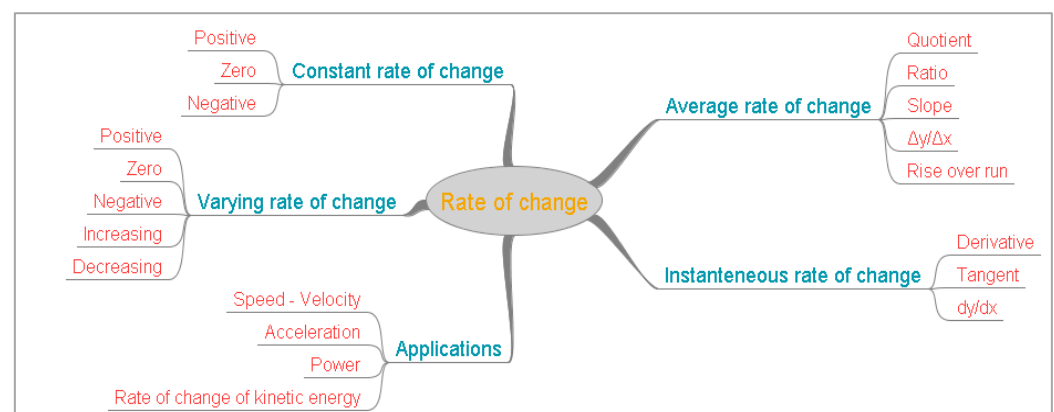 Rate of change
Constant rate of change
Positive
Zero
Negative
Varying rate of change
Positive
Zero
Negative
Increasing
Decreasing
Applications
Speed - Velocity
Acceleration
Power
Rate of change of kinetic energy
Average rate of change
Quotient
Ratio
Slope
Δy/Δx
Rise over run
Instanteneous rate of change
Derivative
Tangent
dy/dx